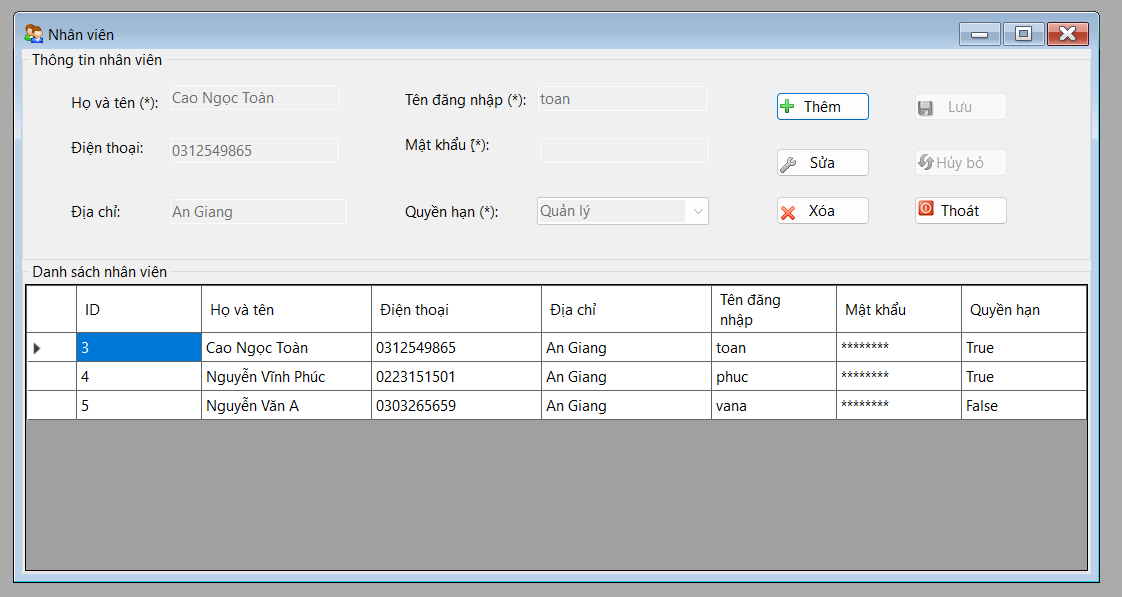 Nhân viên
Thông tin nhân viên
Họ và tên (*): Cao Ngọc Toàn Tên đăng nhập (*): toan Thêm Lưu
Điện thoại: 0312549865 Mật khẩu (*): Sửa Hủy bỏ
Địa chỉ: An Giang Quyền hạn (*): Quản lý Xóa Thoát
Danh sách nhân viên
ID Họ và tên Điện thoại Địa chỉ Tên đăng nhập Mật khẩu Quyền hạn
3 Cao Ngọc Toàn 0312549865 An Giang toan ******** True
4 Nguyễn Vĩnh Phúc 0223151501 An Giang phuc ******** True
5 Nguyễn Văn A 0303265659 An Giang vana ******** False